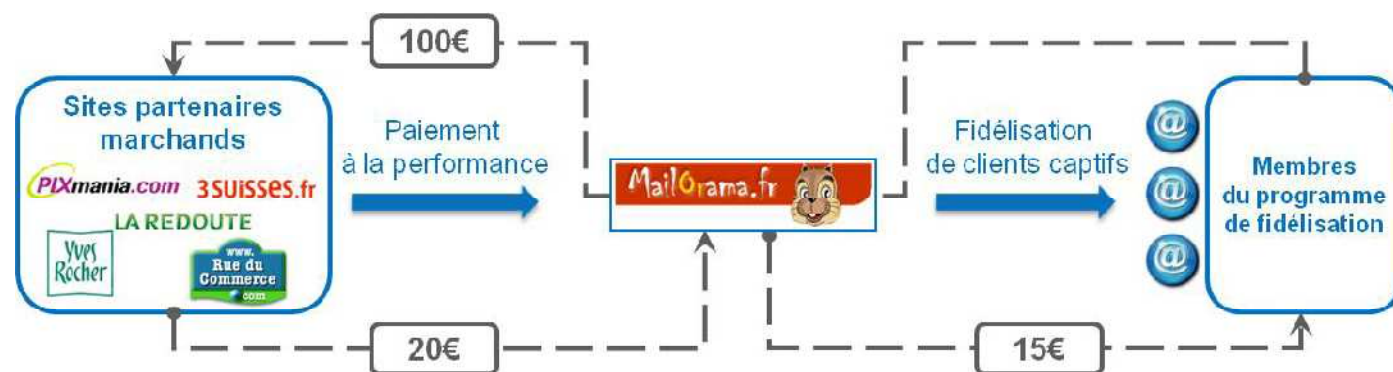 100€
Sites partenaires
marchands
PIXmania.com
3SUISSES.fr
LA REDOUTE
Yves
Rocher
www.
Rue du
Commerce
.com
Paiement
à la performance
MailOrama.fr
Fidélisation
de clients captifs
@
@
@
Membres
du programme
de fidélisation
20€
15€